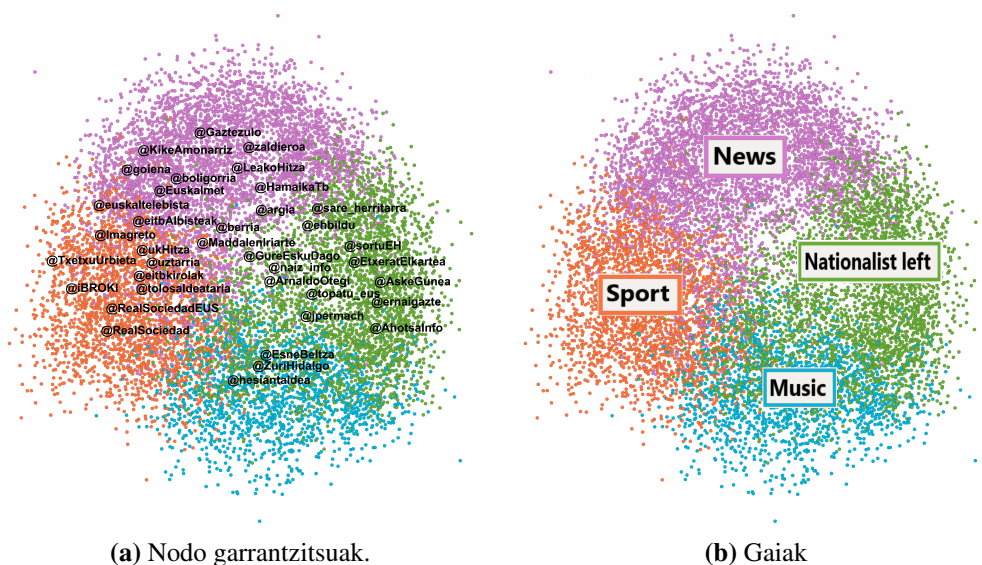 @Gaztezulo
@KikeAmonarriz @zaldieroa
@goiena @LeakoHitza
@boligorria
@Euskalmet @HamaikaTb
@euskaltelebista @argia @sare_herritarra
@eitbAlbisteak @berria @ehbildu
@Imagreto @MaddalenIriarte @sortuEH
@ukHitza @GureEskuDago
@TxetxuUrbieta @uztarria @naiz_info @EtxeratElkartea
@eitbkirolak @ArnaldoOtegi @AskeGunea
@iBROKI @tolosaldeataria @topatu_eus
@ernaigazte
@RealSociedadEUS @jpermach
@RealSociedad @AhotsaInfo
@EsneBeltza
@ZuriHidalgo
@hesiantaldea
(a) Nodo garrantzitsuak.
News
Nationalist left
Sport
Music
(b) Gaiak